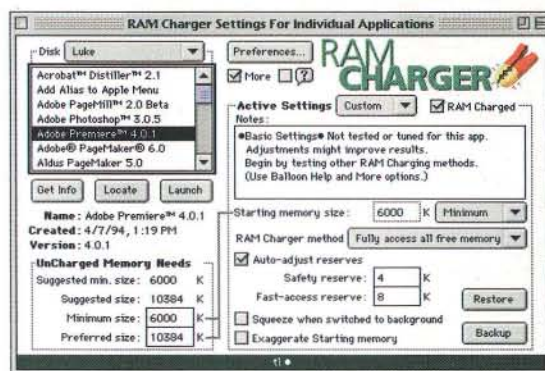 RAM Charger Settings For Individual Applications
Disk Luke
Acrobat™ Distiller™ 2.1
Add Alias to Apple Menu
Adobe PageMill™ 2.0 Beta
Adobe Photoshop™ 3.0.5
Adobe Premiere™ 4.0.1
Adobe® PageMaker® 6.0
Aldus PageMaker 5.0
Get Info Locate Launch
Name: Adobe Premiere™ 4.0.1
Created: 4/7/94, 1:19 PM
Version: 4.0.1
UnCharged Memory Needs
Suggested min. size: 6000 K
Suggested size: 10384 K
Minimum size: 6000 K
Preferred size: 10384 K
Preferences...
More ?
RAM
CHARGER
Active Settings Custom RAM Charged
Notes:
•Basic Settings• Not tested or tuned for this app.
Adjustments might improve results.
Begin by testing other RAM Charging methods.
(Use Balloon Help and More options.)
Starting memory size: 6000 K Minimum
RAM Charger method Fully access all free memory
Auto-adjust reserves
Safety reserve: 4 K
Fast-access reserve: 8 K
Restore
Squeeze when switched to background
Exaggerate Starting memory
Backup